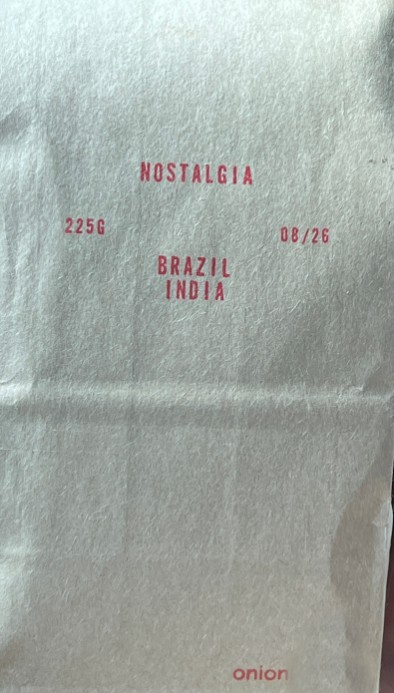 NOSTALGIA
225G 08/26
BRAZIL
INDIA
onion